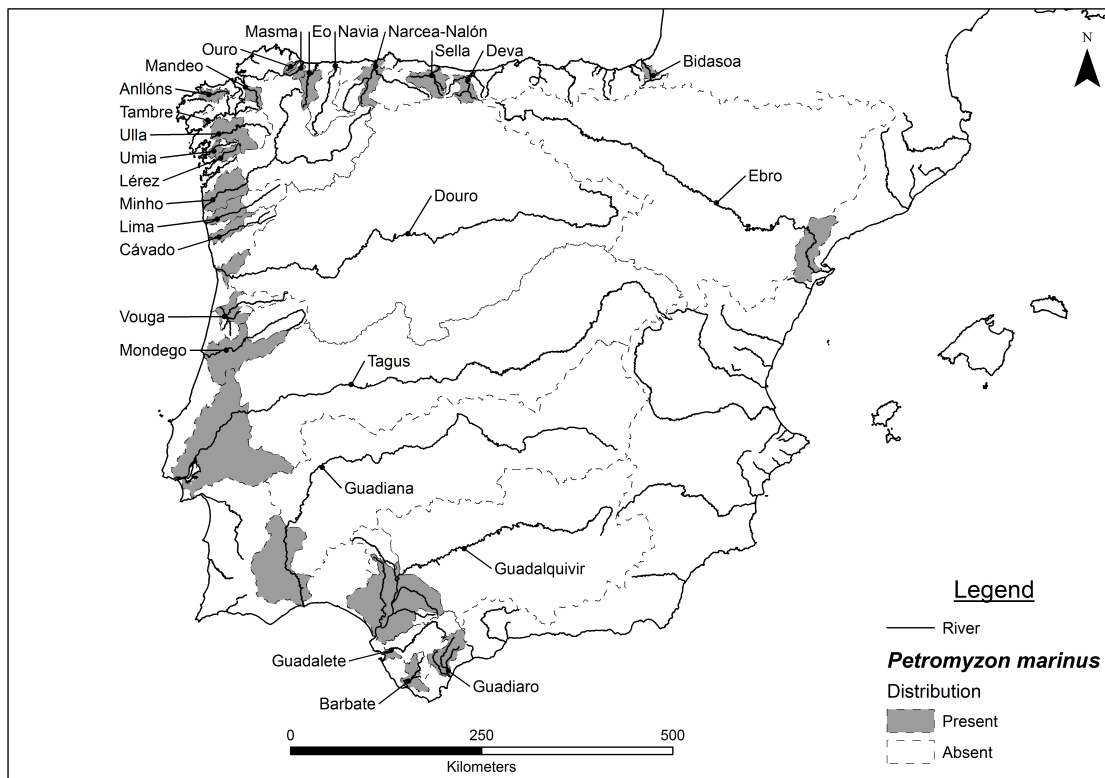 Masma
Eo
Navia
Narcea-Nalón
Ouro
Sella
Deva
Mandeo
Bidasoa
N
Anllóns
Tambre
Ulla
Umia
Lérez
Minho
Lima
Cávado
Douro
Ebro
Vouga
Mondego
Tagus
Guadiana
Guadalquivir
Guadalete
Barbate
Guadiaro
Legend
River
Petromyzon marinus
Distribution
Present
Absent
0 250 500
Kilometers